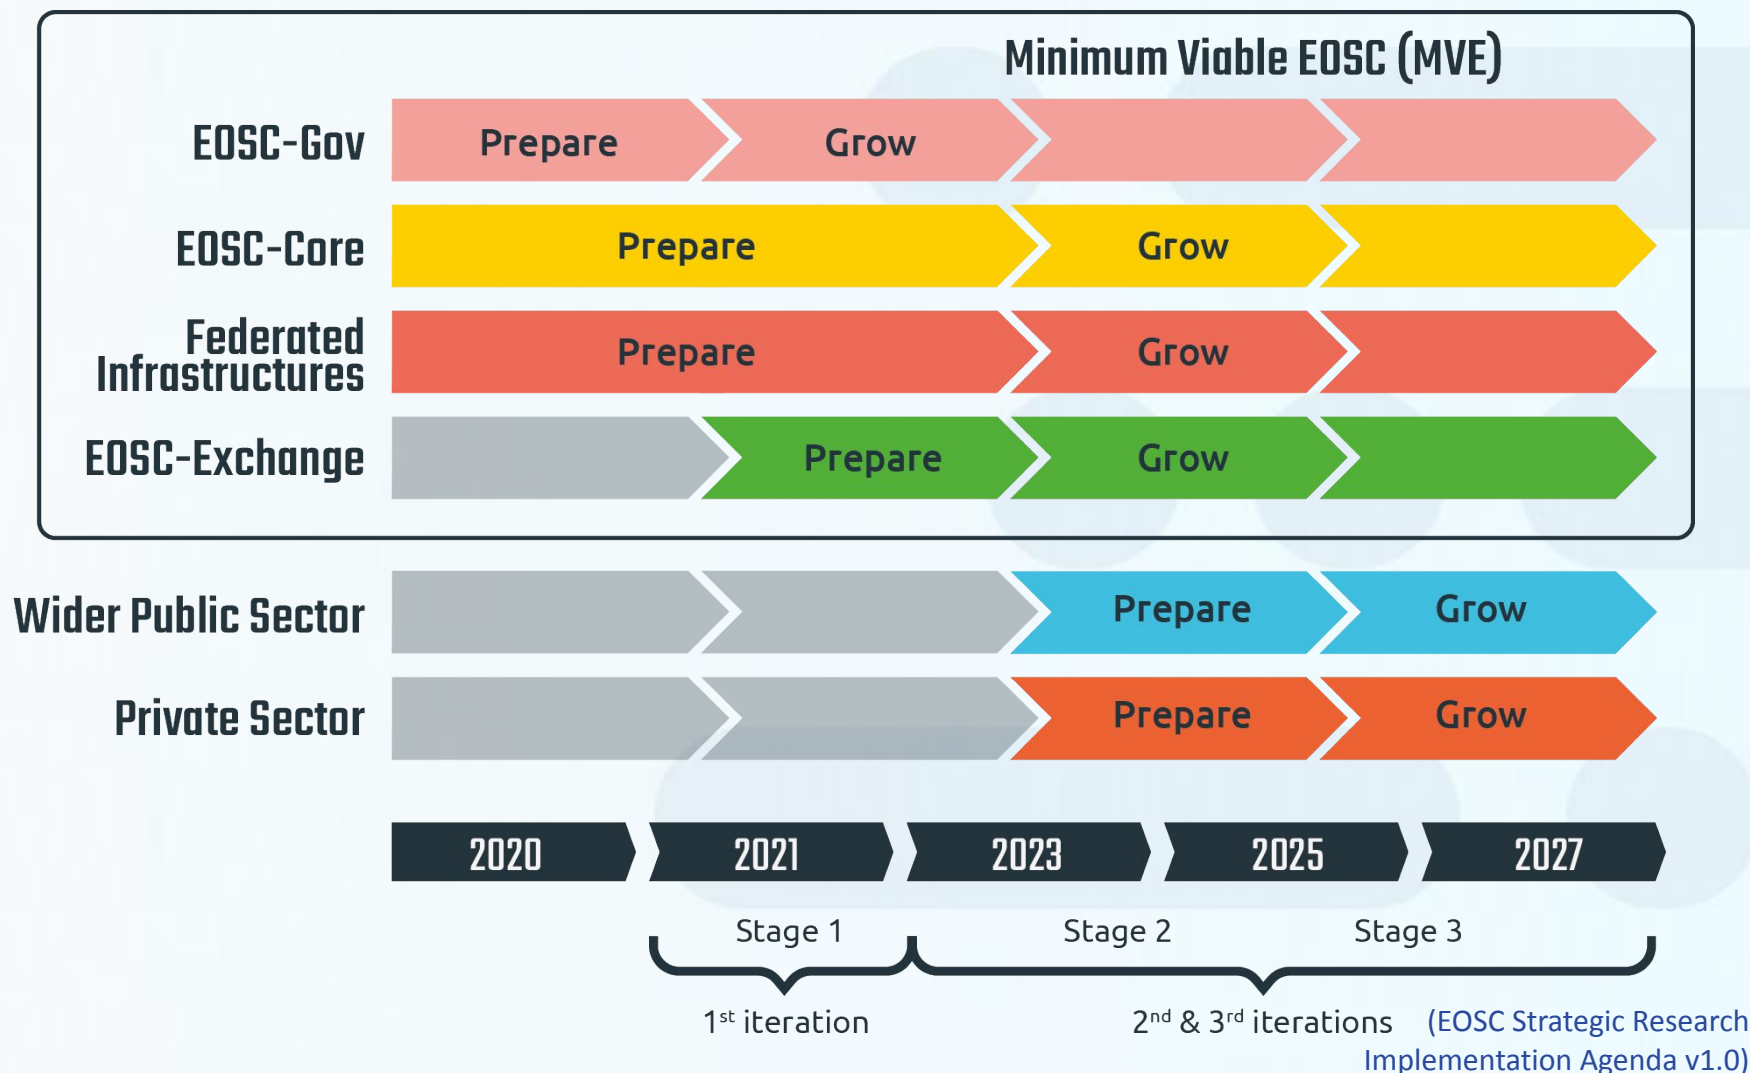 Minimum Viable EOSC (MVE)
EOSC-Gov
Prepare
Grow
EOSC-Core
Prepare
Grow
Federated
Infrastructures
Prepare
Grow
EOSC-Exchange
Prepare
Grow
Wider Public Sector
Prepare
Grow
Private Sector
Prepare
Grow
2020
2021
2023
2025
2027
Stage 1
Stage 2
Stage 3
1st iteration
2nd & 3rd iterations
(EOSC Strategic Research
Implementation Agenda v1.0)